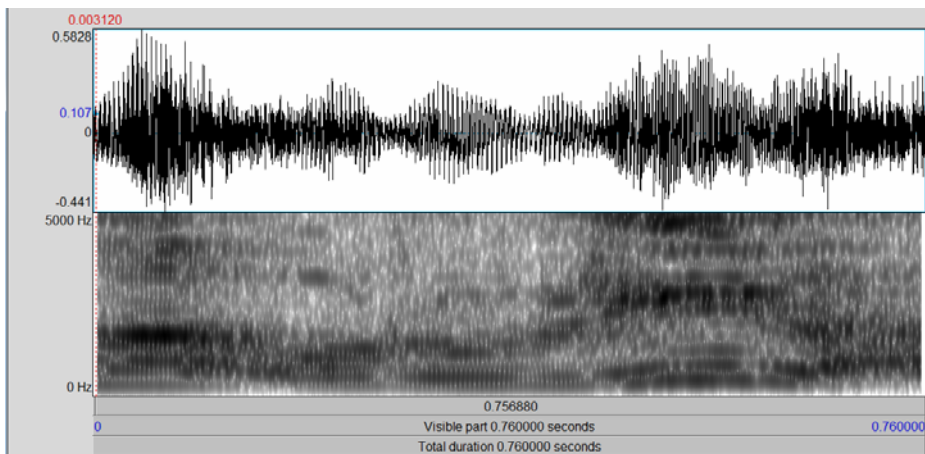 0.003120
0.5828
0.107
0
-0.441
5000 Hz
0 Hz
0.756880
0 Visible part 0.760000 seconds 0.760000
Total duration 0.760000 seconds